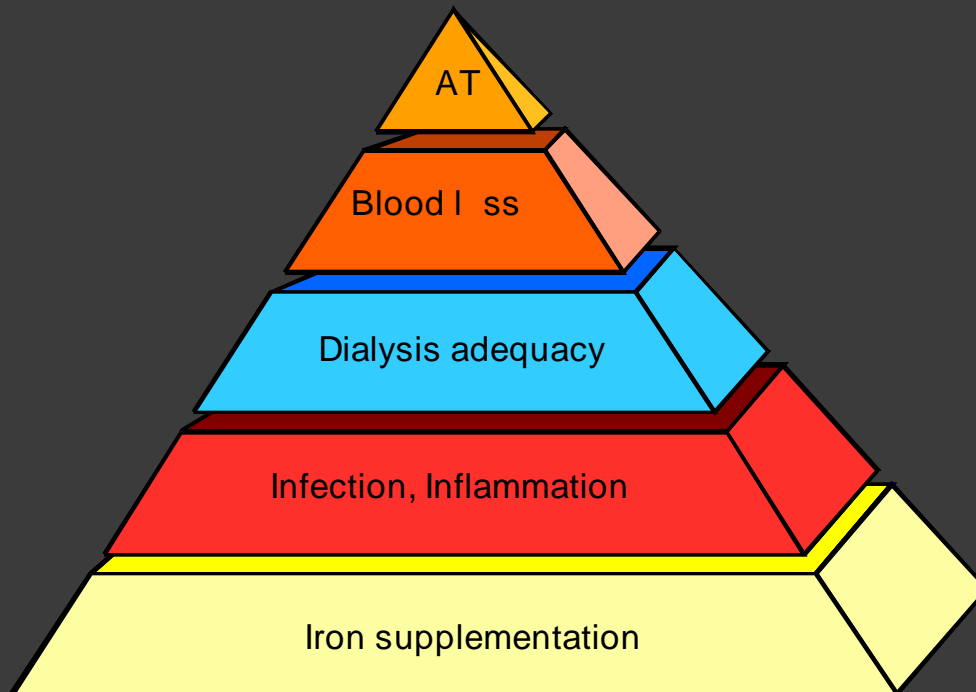 AT
Blood l ss
Dialysis adequacy
Infection, Inflammation
Iron supplementation